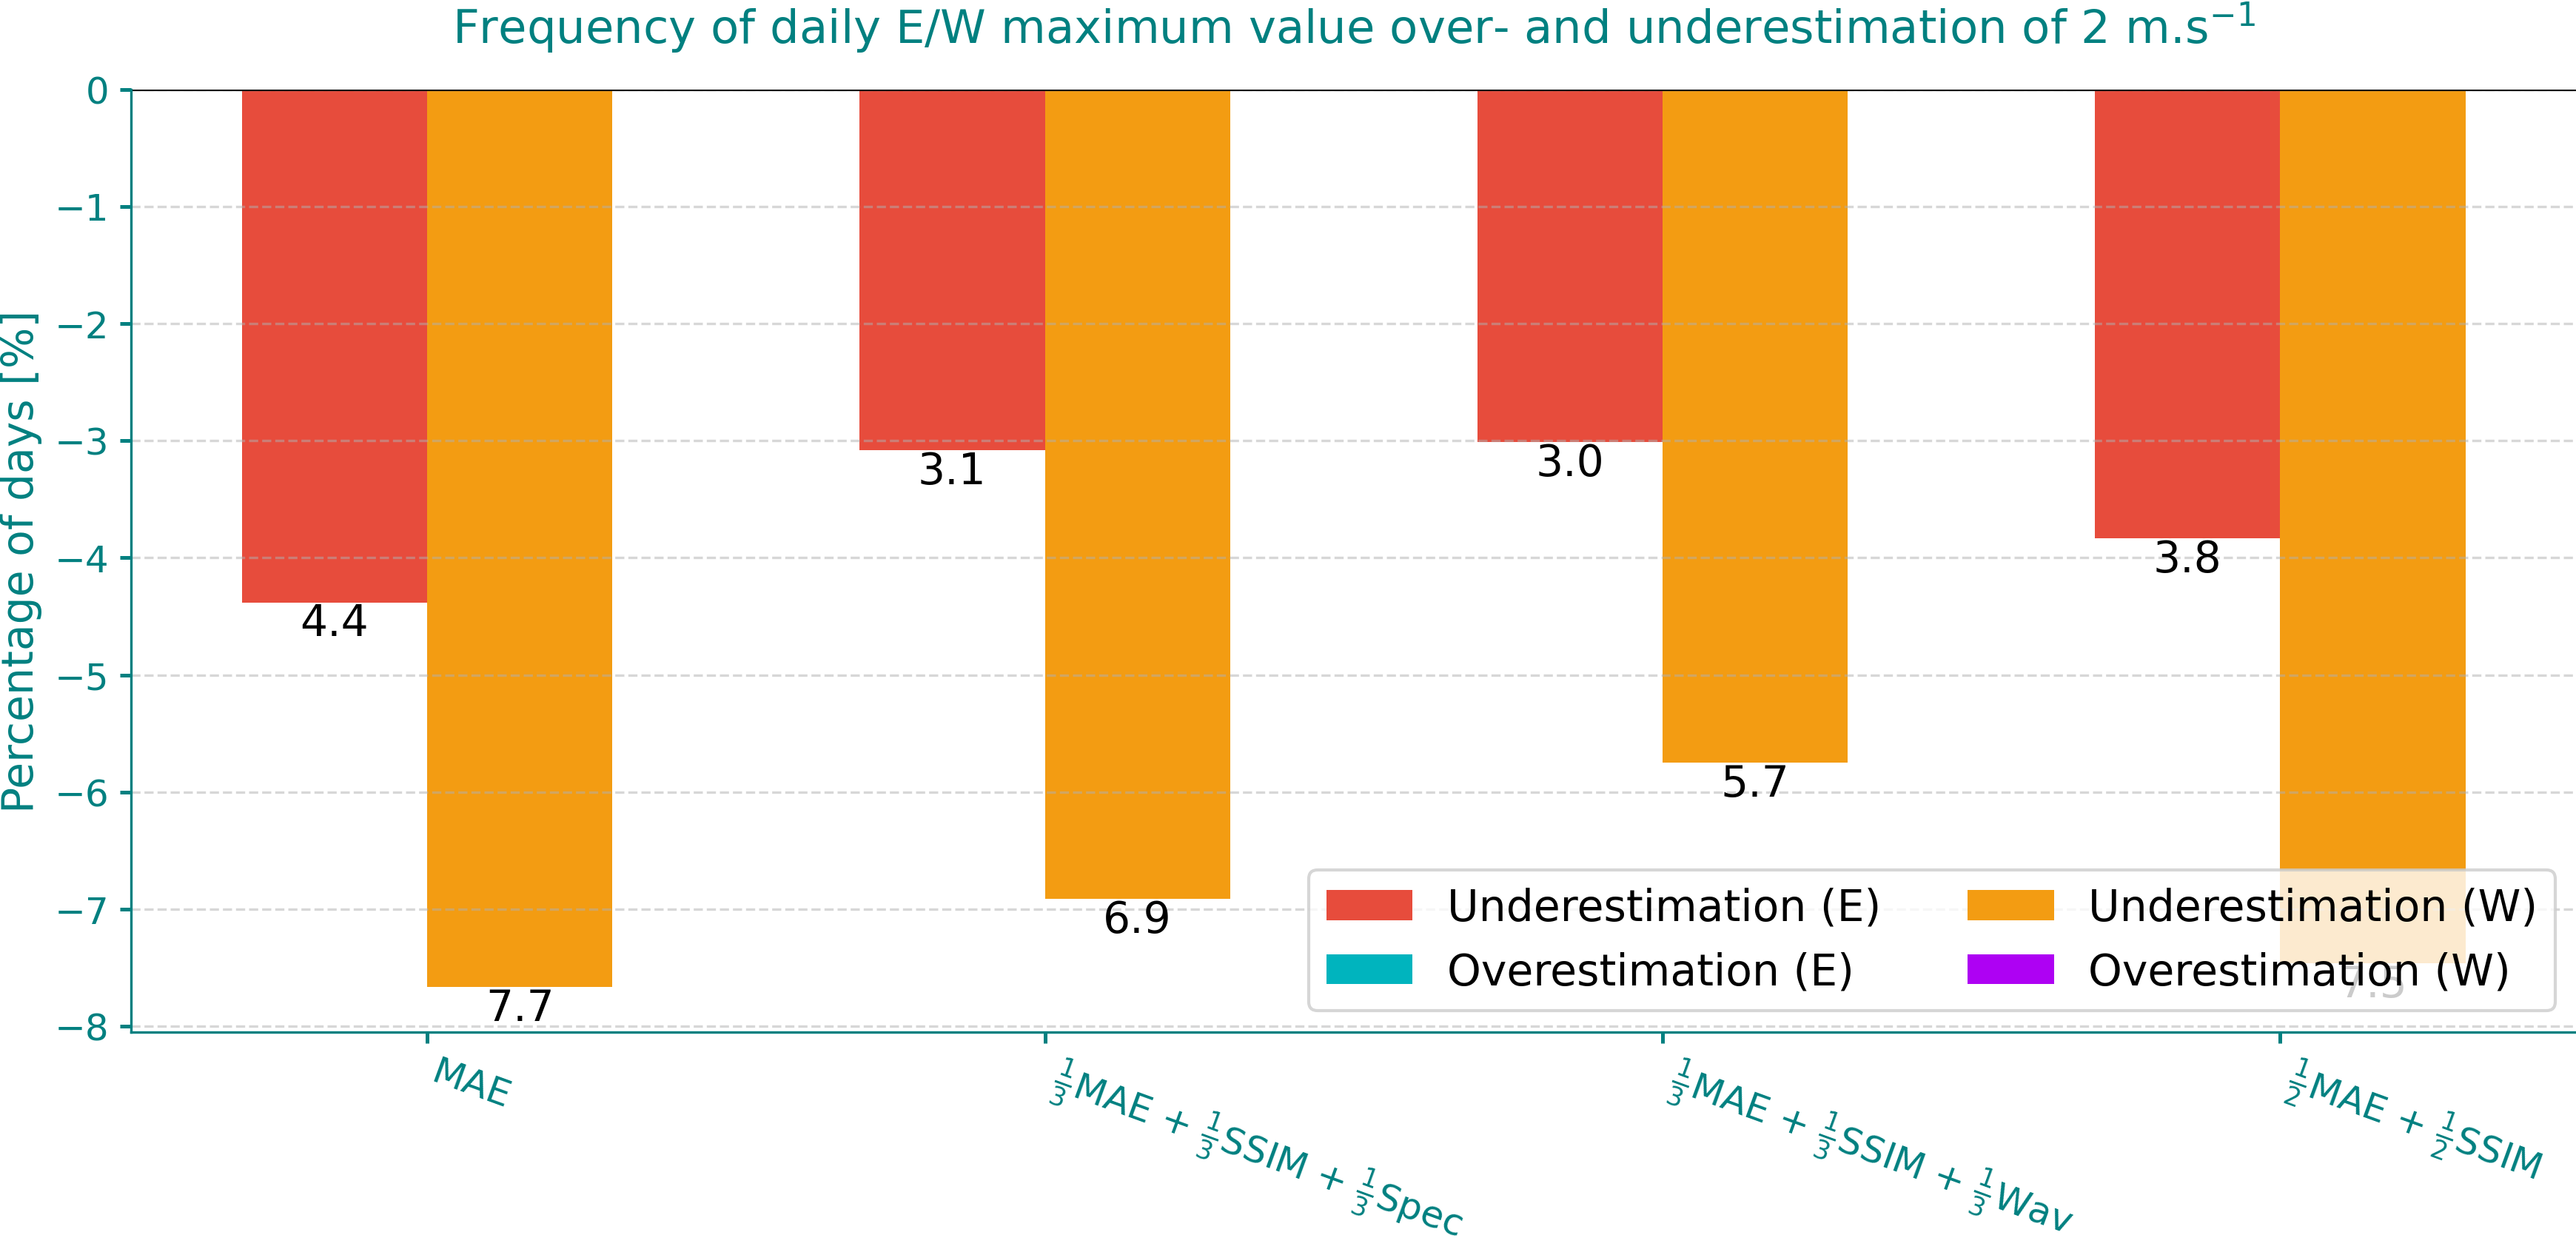 Frequency of daily E/W maximum value over- and underestimation of 2 m.s⁻¹
Percentage of days [%]
0
−1
−2
−3
−4
−5
−6
−7
−8
4.4
7.7
3.1
6.9
3.0
5.7
3.8
7.5
Underestimation (E)
Overestimation (E)
Underestimation (W)
Overestimation (W)
MAE
1/3MAE + 1/3SSIM + 1/3Spec
1/3MAE + 1/3SSIM + 1/3Wav
1/2MAE + 1/2SSIM